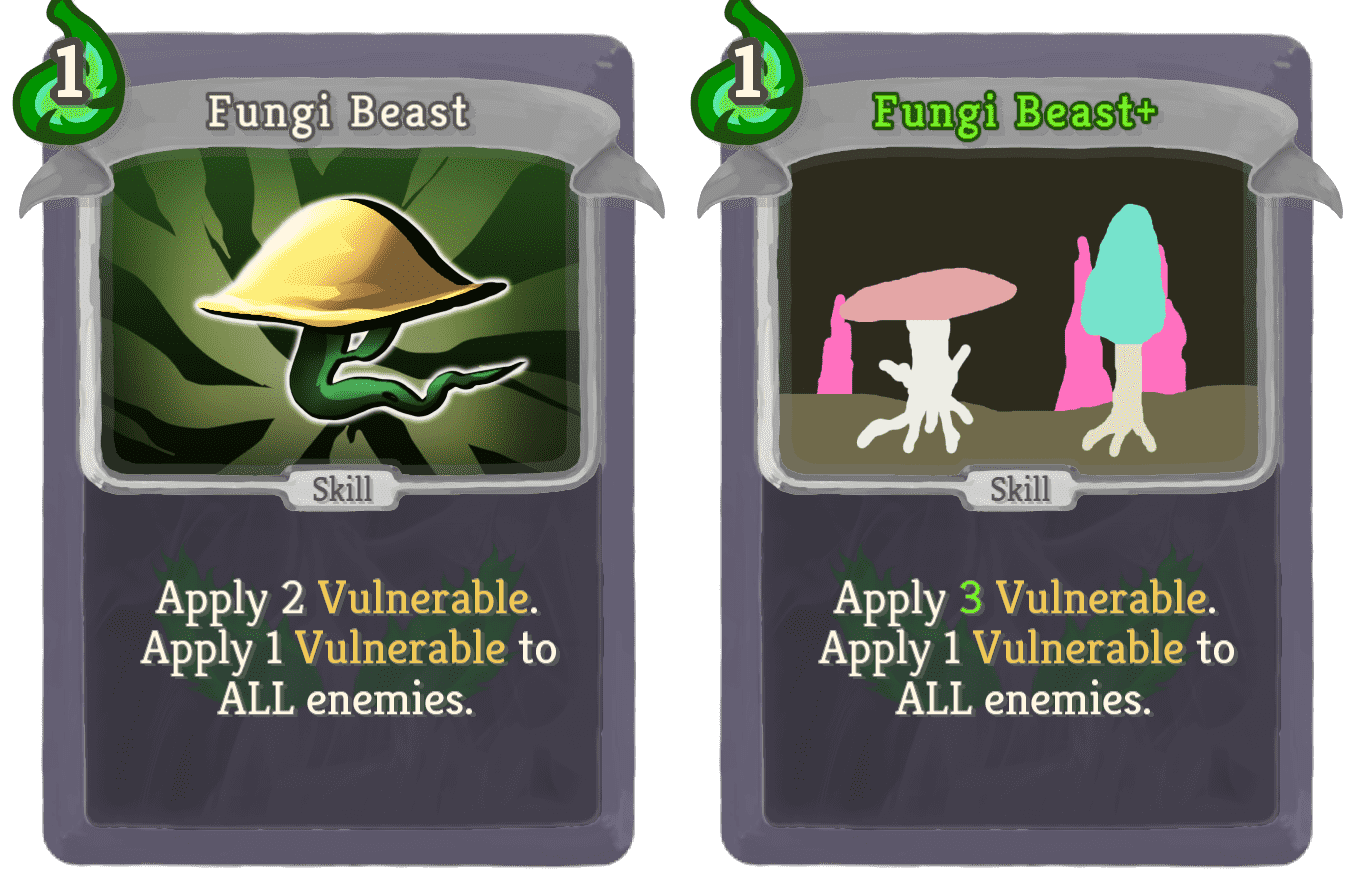 1
Fungi Beast
Skill
Apply 2 Vulnerable.
Apply 1 Vulnerable to
ALL enemies.
1
Fungi Beast+
Skill
Apply 3 Vulnerable.
Apply 1 Vulnerable to
ALL enemies.